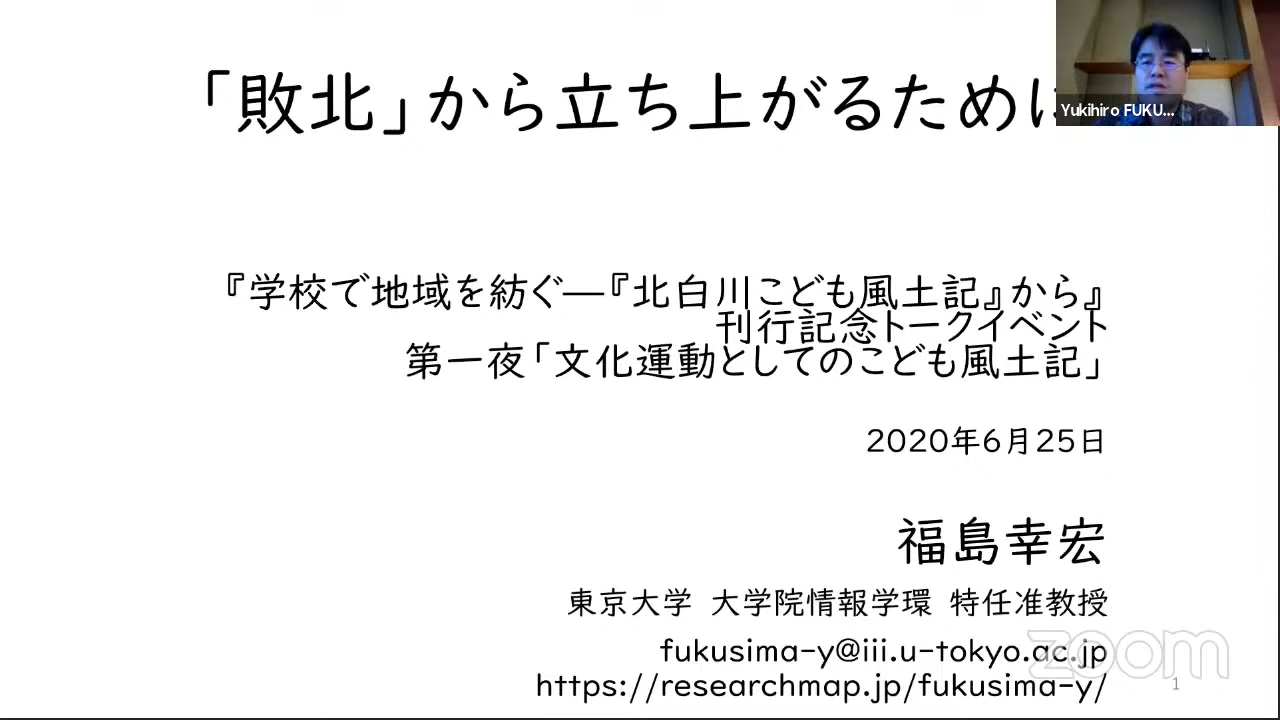 「敗北」から立ち上がるために
Yukihiro FUKU...
『学校で地域を紡ぐ―『北白川こども風土記』から』
刊行記念トークイベント
第一夜「文化運動としてのこども風土記」
2020年6月25日
福島幸宏
東京大学 大学院情報学環 特任准教授
fukusima-y@iii.u-tokyo.ac.jp
https://researchmap.jp/fukusima-y/
zoom
1